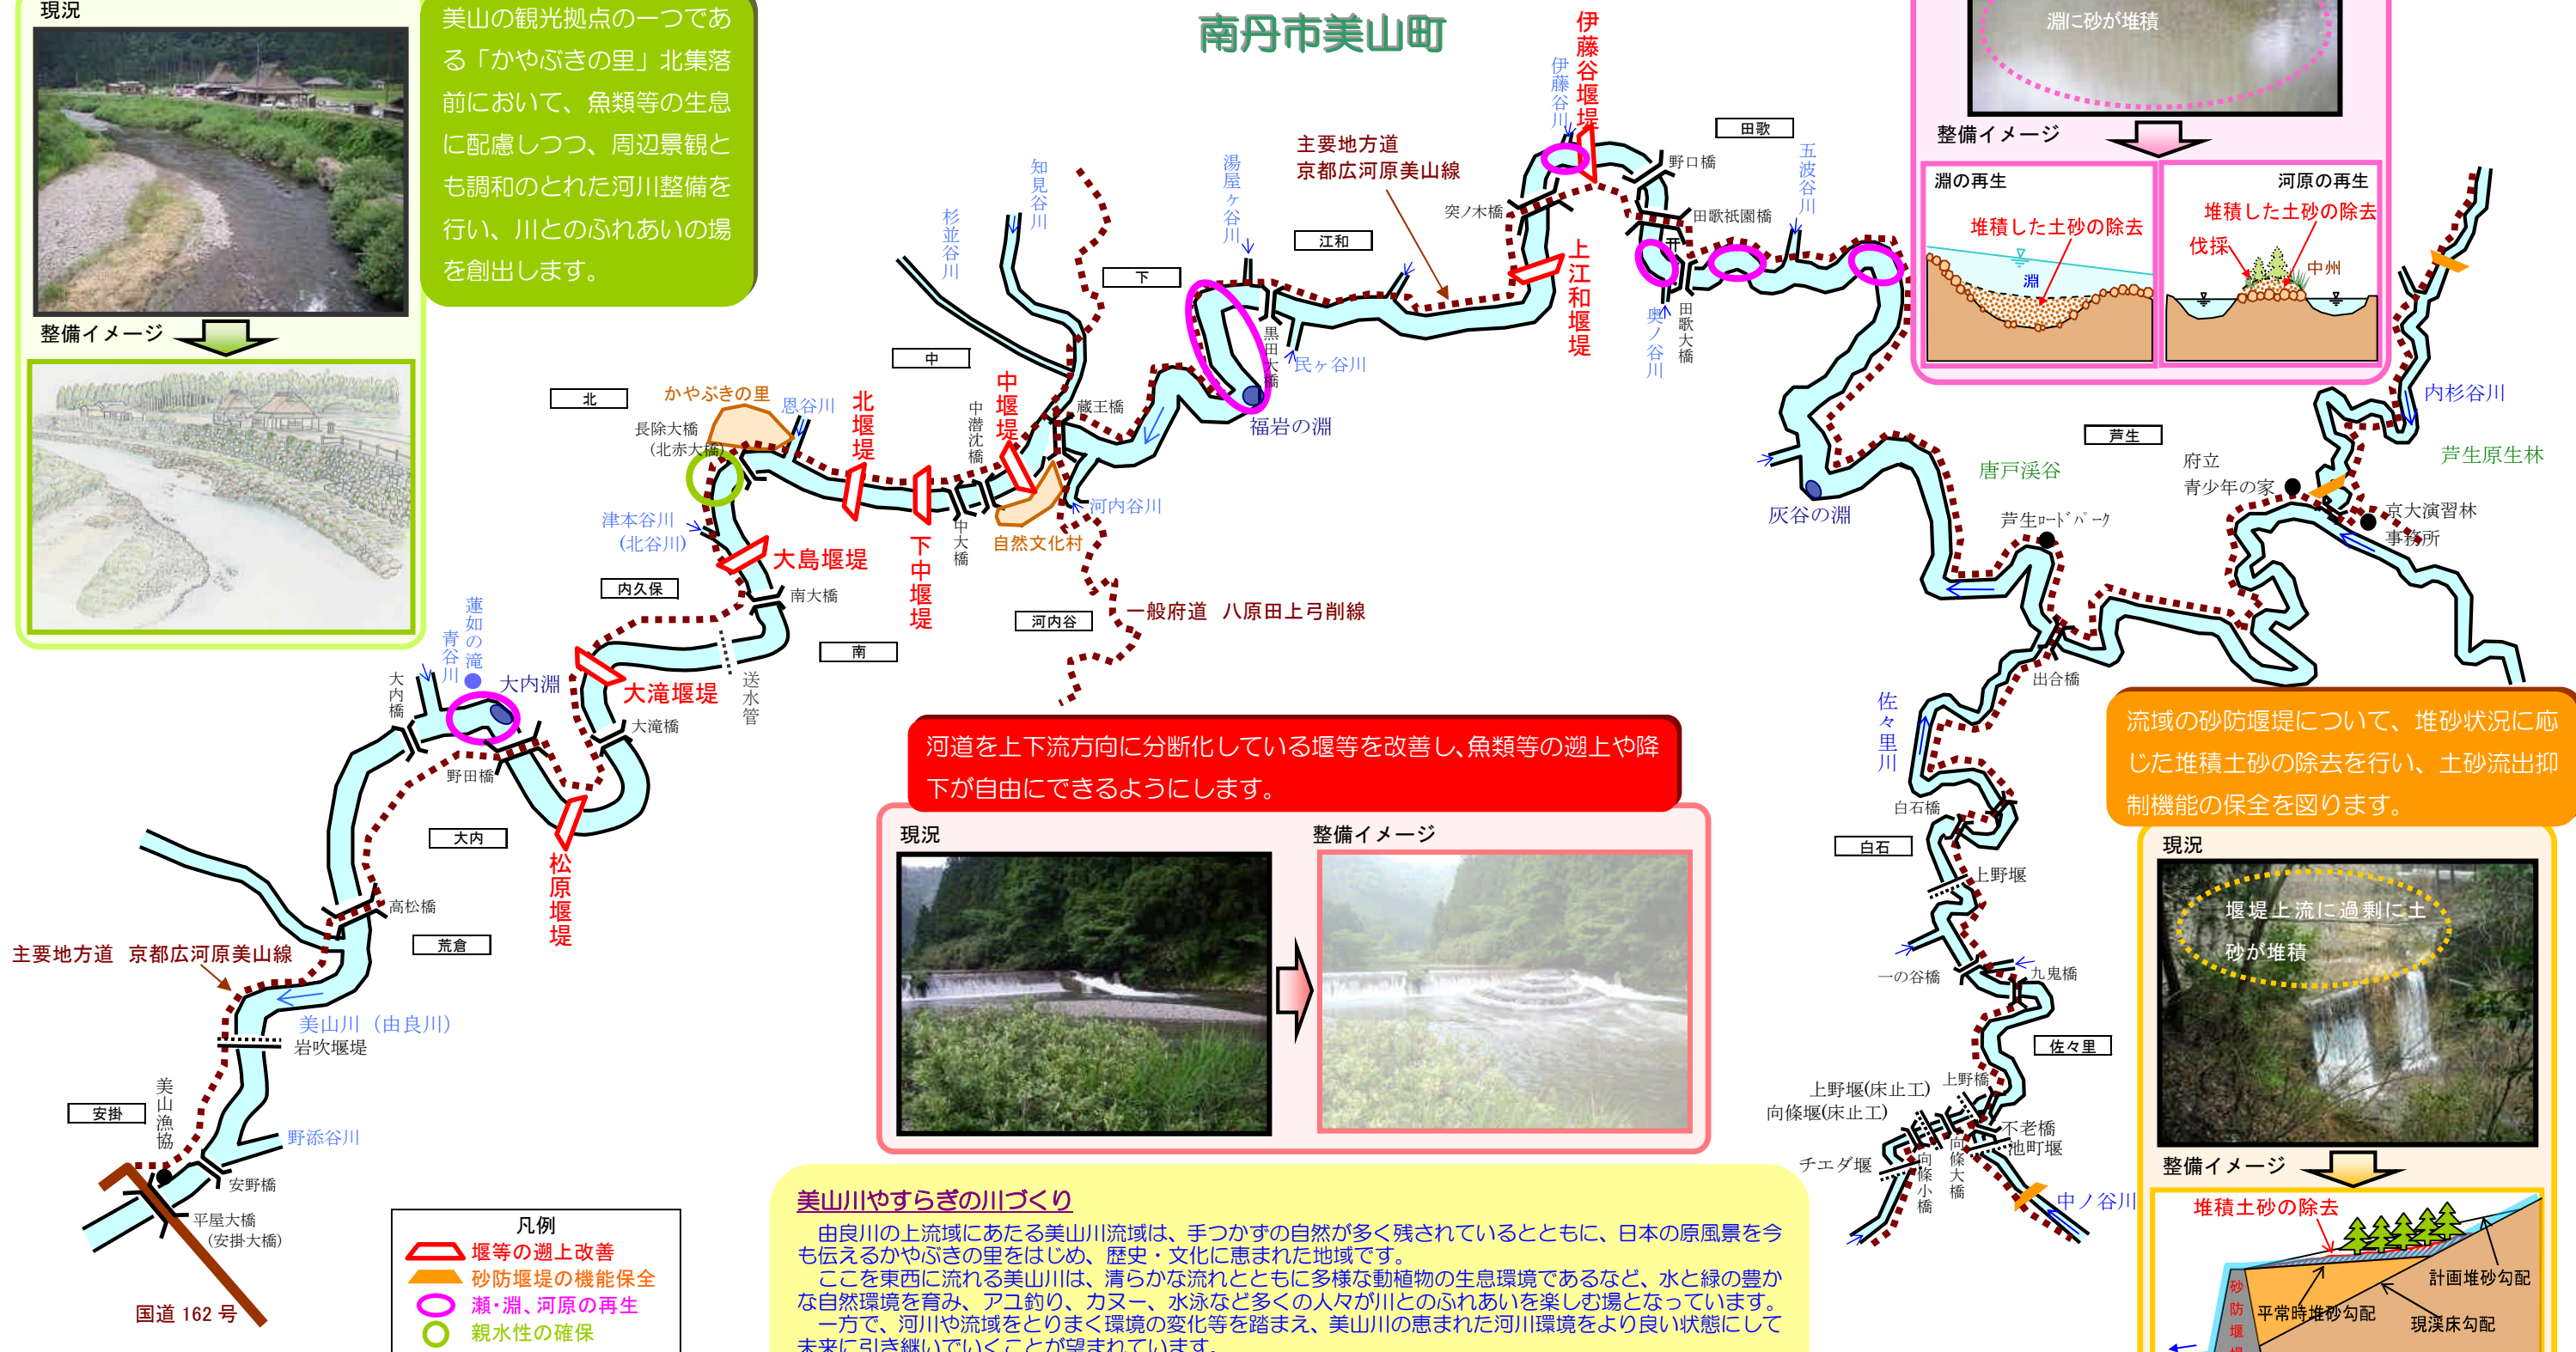 南丹市美山町
現況
美山の観光拠点の一つであ
る「かやぶきの里」北集落
前において、魚類等の生息
に配慮しつつ、周辺景観と
も調和のとれた河川整備を
行い、川とのふれあいの場
を創出します。
整備イメージ
淵に砂が堆積
整備イメージ
淵の再生
堆積した土砂の除去
淵
河原の再生
堆積した土砂の除去
伐採
中州
伊藤谷堰堤
伊藤谷川
田歌
野口橋
五波谷川
主要地方道
京都広河原美山線
突ノ木橋
田歌祇園橋
上江和堰堤
奥ノ谷川
田歌大橋
湯屋ヶ谷川
江和
知見谷川
杉並谷川
下
黒田大橋
民ヶ谷川
福岩の淵
中
中堰堤
蔵王橋
中潜沈橋
河内谷川
自然文化村
中大橋
下中堰堤
北堰堤
恩谷川
かやぶきの里
北
長除大橋
(北赤大橋)
津本谷川
(北谷川)
大島堰堤
内久保
南大橋
河内谷
一般府道 八原田上弓削線
南
送水管
大滝堰堤
大滝橋
蓮如の滝
青谷川
大内淵
大内橋
野田橋
大内
松原堰堤
高松橋
荒倉
主要地方道 京都広河原美山線
美山川（由良川）
岩吹堰堤
美山漁協
安掛
野添谷川
安野橋
平屋大橋
(安掛大橋)
国道 162 号
凡例
堰等の遡上改善
砂防堰堤の機能保全
瀬・淵、河原の再生
親水性の確保
河道を上下流方向に分断化している堰等を改善し､魚類等の遡上や降
下が自由にできるようにします。
現況
整備イメージ
美山川やすらぎの川づくり
由良川の上流域にあたる美山川流域は、手つかずの自然が多く残されているとともに、日本の原風景を今
も伝えるかやぶきの里をはじめ、歴史・文化に恵まれた地域です。
ここを東西に流れる美山川は、清らかな流れとともに多様な動植物の生息環境であるなど、水と緑の豊か
な自然環境を育み、アユ釣り、カヌー、水泳など多くの人々が川とのふれあいを楽しむ場となっています。
一方で、河川や流域をとりまく環境の変化等を踏まえ、美山川の恵まれた河川環境をより良い状態にして
未来に引き継いでいくことが望まれています。
灰谷の淵
芦生
唐戸渓谷
内杉谷川
芦生原生林
府立
青少年の家
芦生ﾛｰﾄﾞﾊﾟｰｸ
京大演習林
事務所
出合橋
佐々里川
白石橋
白石
上野堰
一の谷橋
九鬼橋
佐々里
上野橋
上野堰(床止工)
向條堰(床止工)
不老橋
池町堰
チエダ堰
向條小橋
向條大橋
中ノ谷川
流域の砂防堰堤について、堆砂状況に応
じた堆積土砂の除去を行い、土砂流出抑
制機能の保全を図ります。
現況
堰堤上流に過剰に土
砂が堆積
整備イメージ
堆積土砂の除去
計画堆砂勾配
平常時堆砂勾配
現渓床勾配
砂防堰堤